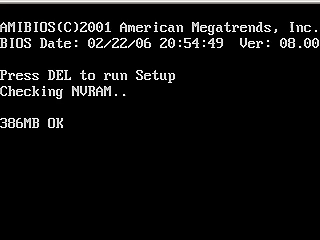 AMIBIOS(C)2001 American Megatrends, Inc.
BIOS Date: 02/22/06 20:54:49  Ver: 08.00
Press DEL to run Setup
Checking NVRAM..
386MB OK